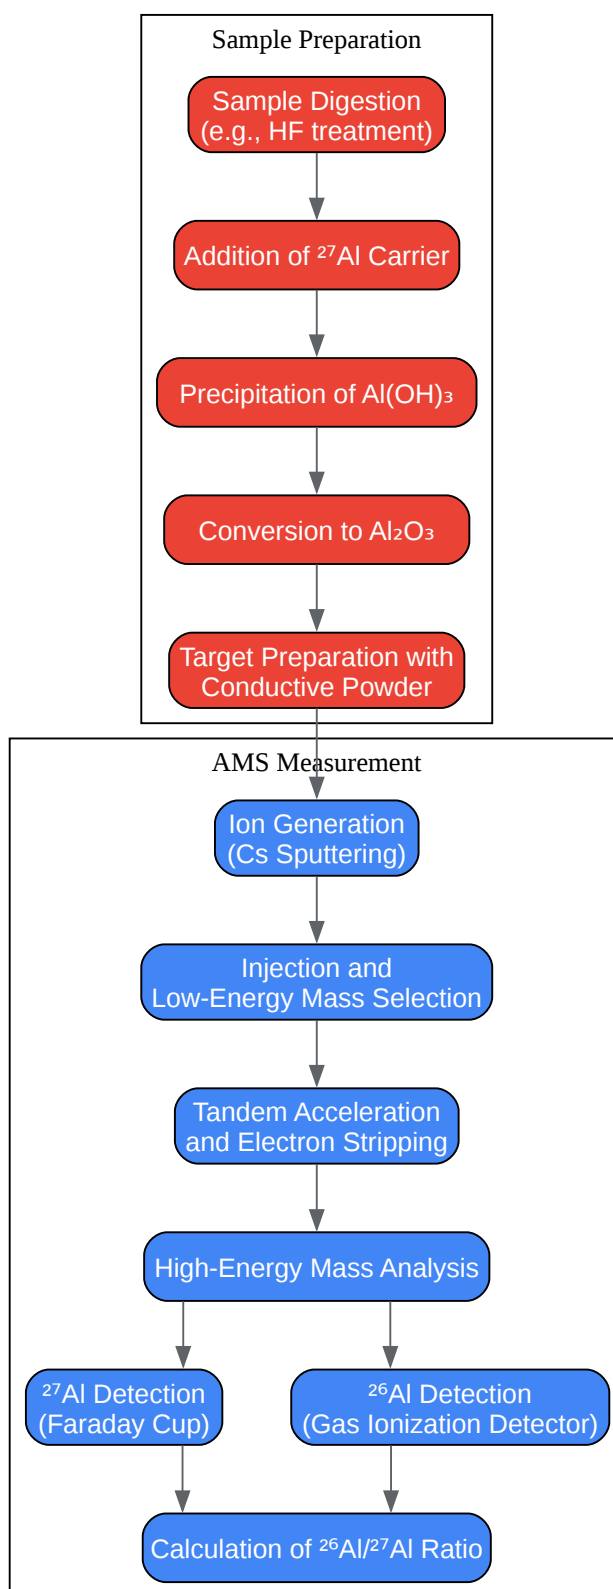 Sample Preparation
Sample Digestion
(e.g., HF treatment)
Addition of ²⁷Al Carrier
Precipitation of Al(OH)₃
Conversion to Al₂O₃
Target Preparation with
Conductive Powder
AMS Measurement
Ion Generation
(Cs Sputtering)
Injection and
Low-Energy Mass Selection
Tandem Acceleration
and Electron Stripping
High-Energy Mass Analysis
²⁷Al Detection
(Faraday Cup)
²⁶Al Detection
(Gas Ionization Detector)
Calculation of ²⁶Al/²⁷Al Ratio